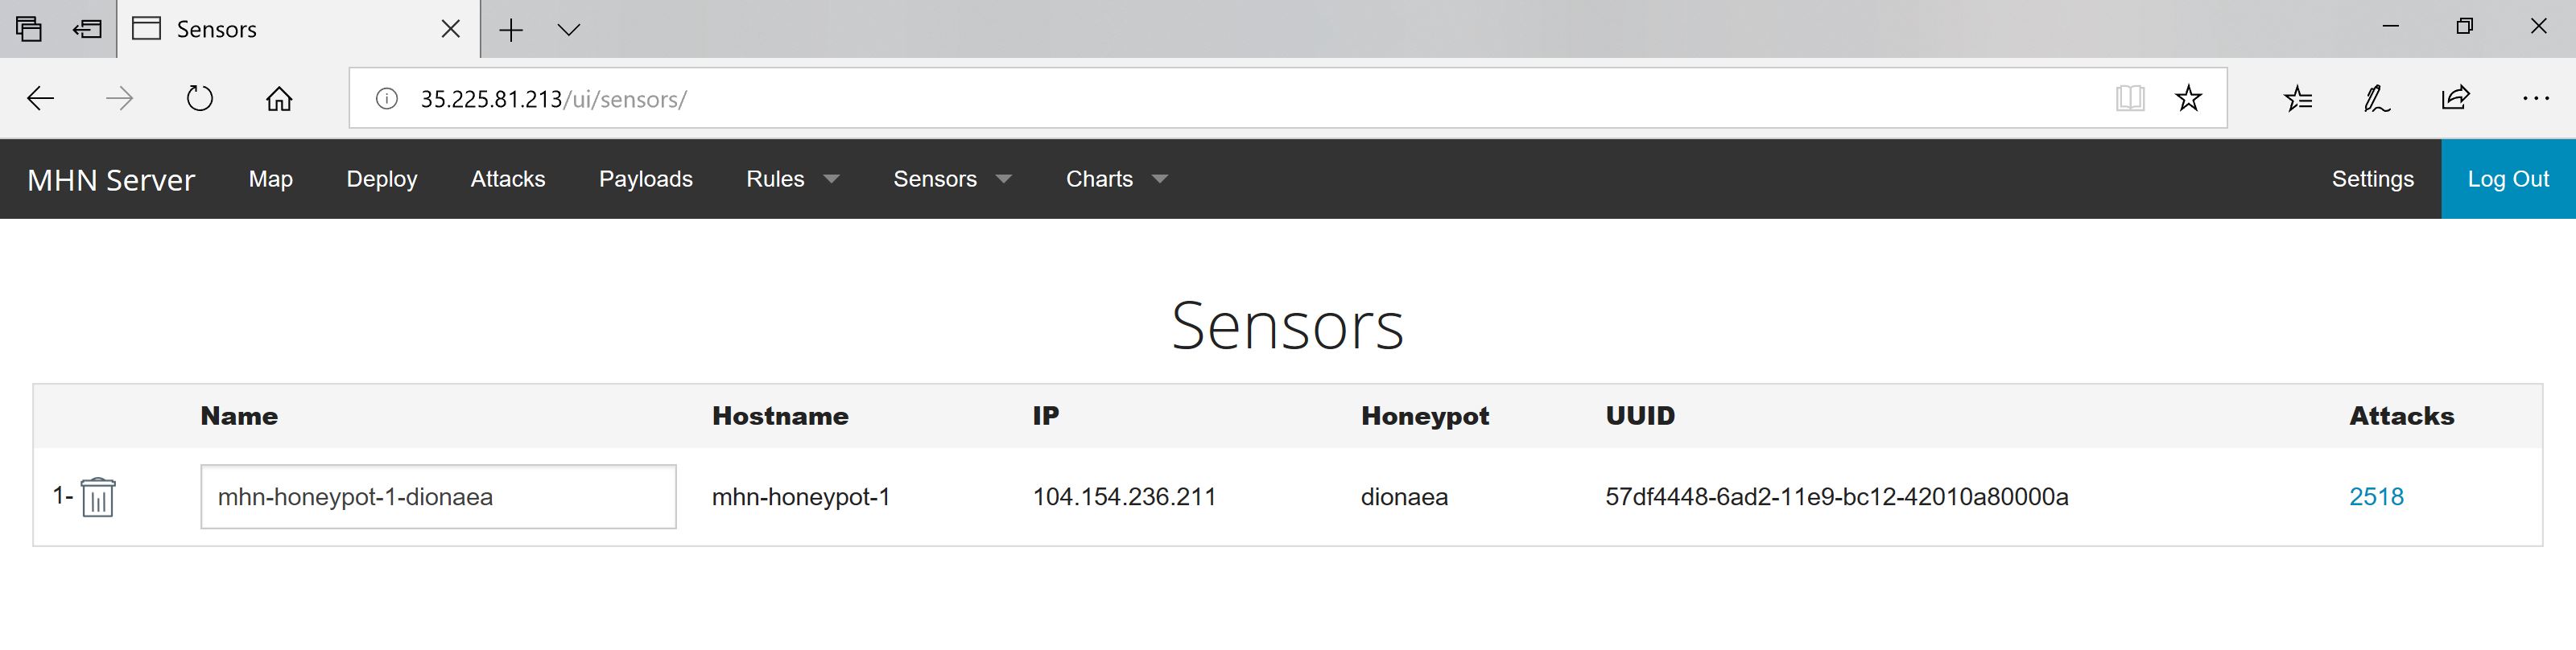 Sensors
35.225.81.213/ui/sensors/
MHN Server Map Deploy Attacks Payloads Rules Sensors Charts Settings Log Out
Sensors
Name Hostname IP Honeypot UUID Attacks
1- mhn-honeypot-1-dionaea mhn-honeypot-1 104.154.236.211 dionaea 57df4448-6ad2-11e9-bc12-42010a80000a 2518